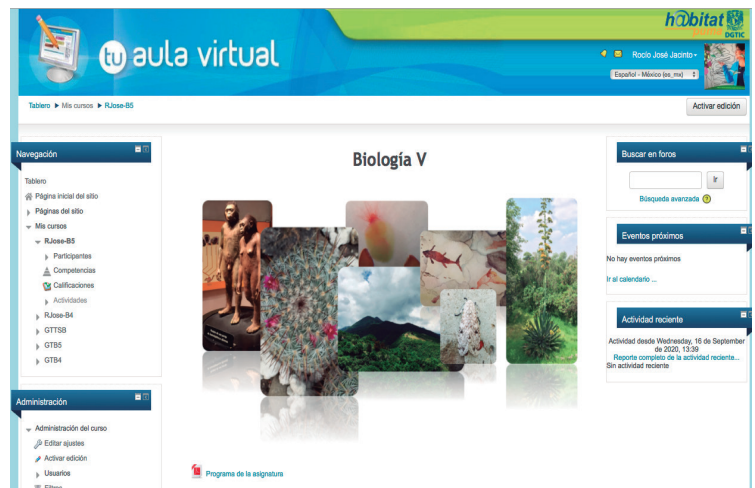 h@bitat
DGTIC
tu aula virtual
Rocío José Jacinto
Español - México (es_mx)
Tablero ▶ Mis cursos ▶ RJose-B5
Activar edición
Navegación
Tablero
Página inicial del sitio
Páginas del sitio
Mis cursos
RJose-B5
Participantes
Competencias
Calificaciones
Actividades
RJose-B4
GTTSB
GTB5
GTB4
Administración
Administración del curso
Editar ajustes
Activar edición
Usuarios
Filtros
Biología V
Programa de la asignatura
Buscar en foros
Ir
Búsqueda avanzada
Eventos próximos
No hay eventos próximos
Ir al calendario ...
Actividad reciente
Actividad desde Wednesday, 16 de September
de 2020, 13:39
Reporte completo de la actividad reciente...
Sin actividad reciente